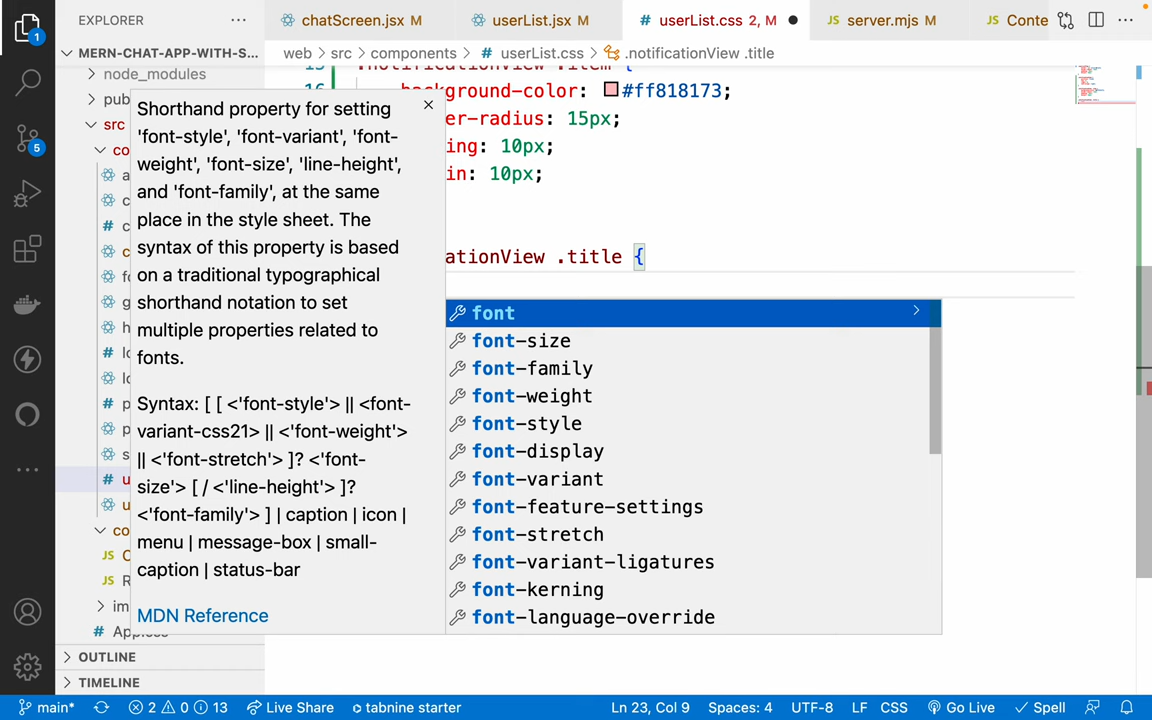 EXPLORER
chatScreen.jsx M
userList.jsx M
# userList.css 2, M
JS server.mjs M
JS Conte
MERN-CHAT-APP-WITH-S...
web > src > components > # userList.css > .notificationView .title
node_modules
pub
src
co
background-color: #ff818173;
er-radius: 15px;
ing: 10px;
in: 10px;
ationView .title {
Shorthand property for setting
'font-style', 'font-variant', 'font-
weight', 'font-size', 'line-height',
and 'font-family', at the same
place in the style sheet. The
syntax of this property is based
on a traditional typographical
shorthand notation to set
multiple properties related to
fonts.
Syntax: [ [ <'font-style'> || <font-
variant-css21> || <'font-weight'>
|| <'font-stretch'> ]? <'font-
size'> [ / <'line-height'> ]?
<'font-family'> ] | caption | icon |
menu | message-box | small-
caption | status-bar
MDN Reference
font
font-size
font-family
font-weight
font-style
font-display
font-variant
font-feature-settings
font-stretch
font-variant-ligatures
font-kerning
font-language-override
co
JS
JS
im
# App.css
OUTLINE
TIMELINE
1
5
main*
2 0 13
Live Share
tabnine starter
Ln 23, Col 9
Spaces: 4
UTF-8
LF
CSS
Go Live
Spell